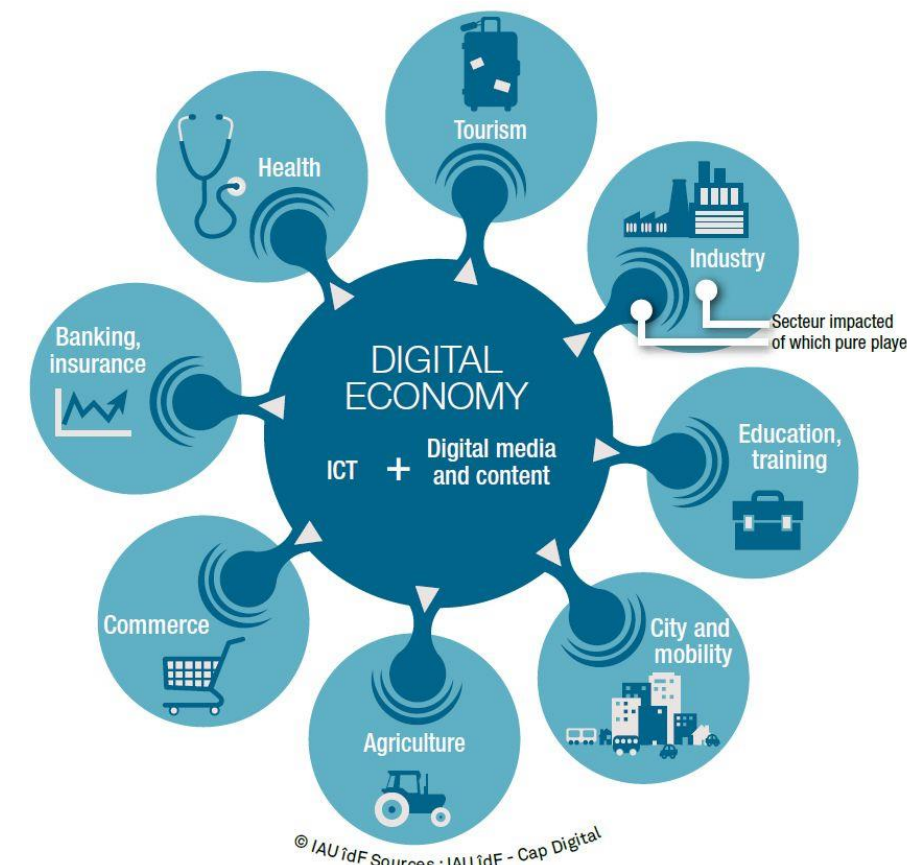 Tourism
Health
Industry
Secteur impacted
of which pure playe
Banking,
insurance
DIGITAL
ECONOMY
ICT + Digital media
and content
Education,
training
Commerce
City and
mobility
Agriculture
© IAU îdF Sources : IAU îdF - Cap Digital